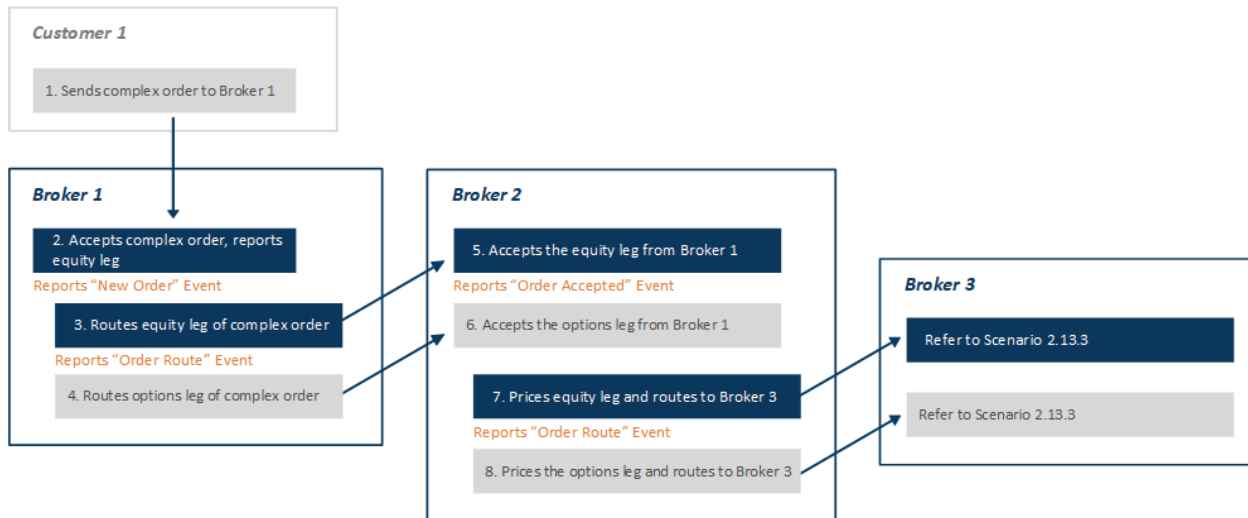 Customer 1
1. Sends complex order to Broker 1
Broker 1
2. Accepts complex order, reports
equity leg
Reports “New Order” Event
3. Routes equity leg of complex order
Reports “Order Route” Event
4. Routes options leg of complex order
Broker 2
5. Accepts the equity leg from Broker 1
Reports “Order Accepted” Event
6. Accepts the options leg from Broker 1
7. Prices equity leg and routes to Broker 3
Reports “Order Route” Event
8. Prices the options leg and routes to Broker 3
Broker 3
Refer to Scenario 2.13.3
Refer to Scenario 2.13.3